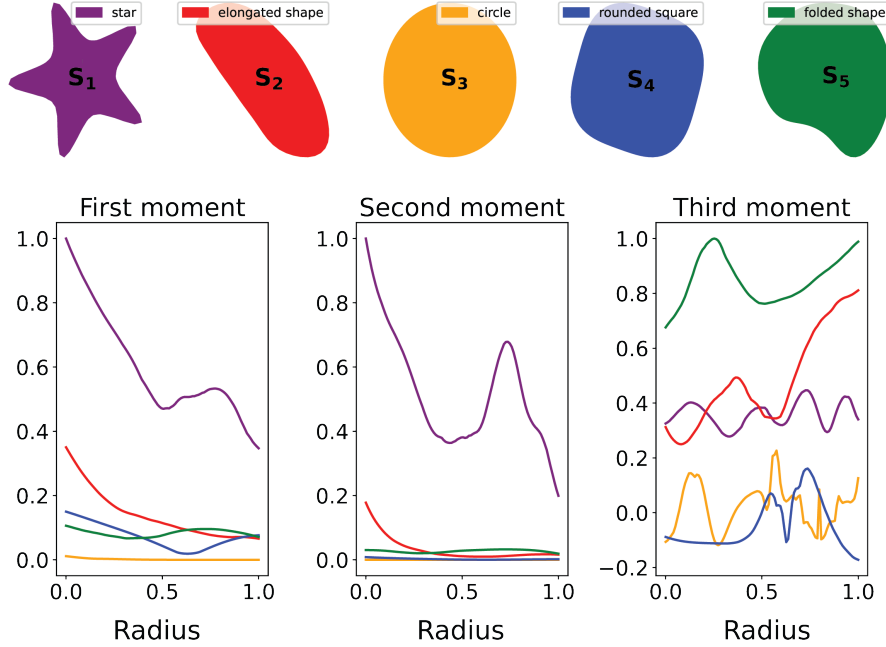 star elongated shape circle rounded square folded shape
S1 S2 S3 S4 S5
First moment Second moment Third moment
1.0 1.0 1.0
0.8 0.8 0.8
0.6 0.6 0.6
0.4 0.4 0.4
0.2 0.2 0.2
0.0 0.0 0.0
−0.2
0.0 0.5 1.0 0.0 0.5 1.0 0.0 0.5 1.0
Radius Radius Radius